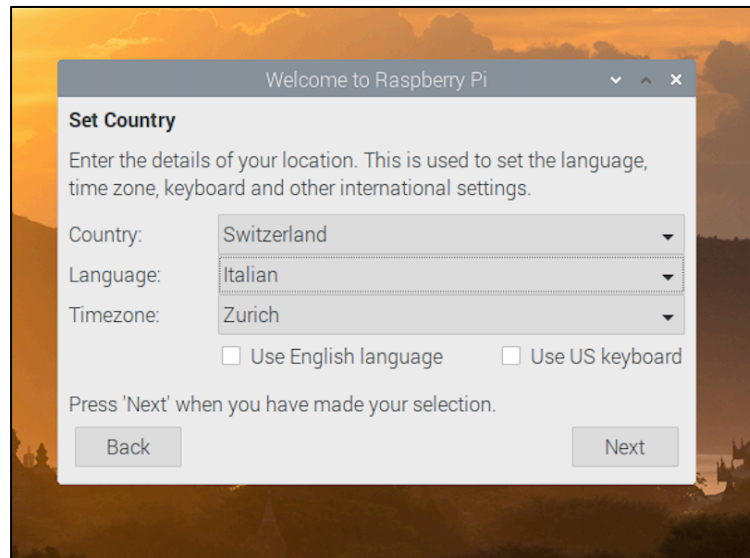 Welcome to Raspberry Pi
Set Country
Enter the details of your location. This is used to set the language,
time zone, keyboard and other international settings.
Country: Switzerland
Language: Italian
Timezone: Zurich
Use English language Use US keyboard
Press 'Next' when you have made your selection.
Back Next